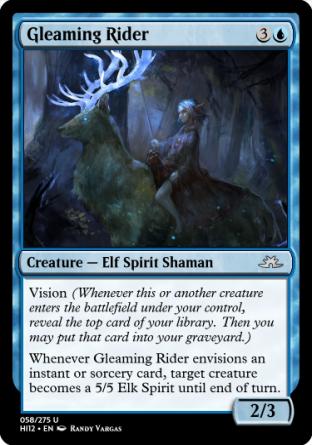 Gleaming Rider 3
Creature — Elf Spirit Shaman
Vision (Whenever this or another creature
enters the battlefield under your control,
reveal the top card of your library. Then you
may put that card into your graveyard.)
Whenever Gleaming Rider envisions an
instant or sorcery card, target creature
becomes a 5/5 Elk Spirit until end of turn.
058/275 U
HI2 • EN RANDY VARGAS
2/3